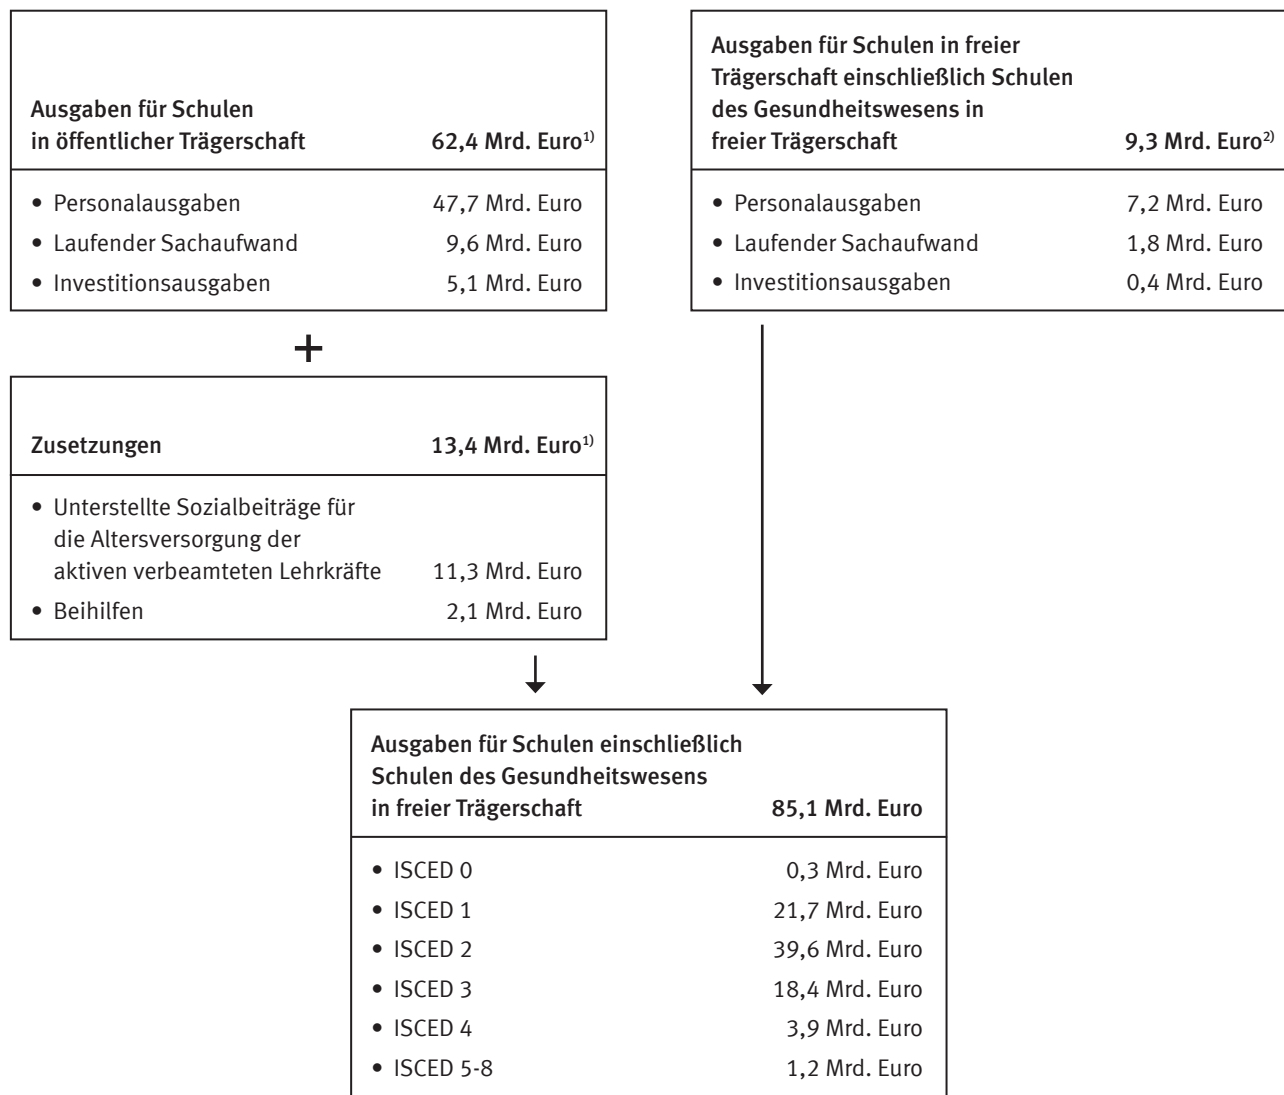 Ausgaben für Schulen
in öffentlicher Trägerschaft 62,4 Mrd. Euro1)
• Personalausgaben 47,7 Mrd. Euro
• Laufender Sachaufwand 9,6 Mrd. Euro
• Investitionsausgaben 5,1 Mrd. Euro
+
Zusetzungen 13,4 Mrd. Euro1)
• Unterstellte Sozialbeiträge für
die Altersversorgung der
aktiven verbeamteten Lehrkräfte 11,3 Mrd. Euro
• Beihilfen 2,1 Mrd. Euro
Ausgaben für Schulen in freier
Trägerschaft einschließlich Schulen
des Gesundheitswesens in
freier Trägerschaft 9,3 Mrd. Euro2)
• Personalausgaben 7,2 Mrd. Euro
• Laufender Sachaufwand 1,8 Mrd. Euro
• Investitionsausgaben 0,4 Mrd. Euro
Ausgaben für Schulen einschließlich
Schulen des Gesundheitswesens
in freier Trägerschaft 85,1 Mrd. Euro
• ISCED 0 0,3 Mrd. Euro
• ISCED 1 21,7 Mrd. Euro
• ISCED 2 39,6 Mrd. Euro
• ISCED 3 18,4 Mrd. Euro
• ISCED 4 3,9 Mrd. Euro
• ISCED 5-8 1,2 Mrd. Euro